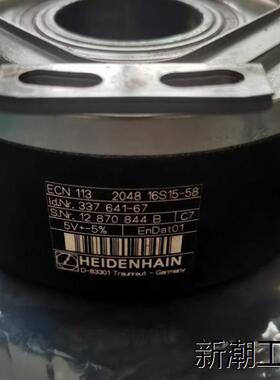 ECN 113 2048 16S15-58
Id.Nr. 337 641-67
S.Nr. 12 870 844 B C7
5V+-5% EnDat01
HEIDENHAIN
D-83301 Traunreut - Germany
新潮工